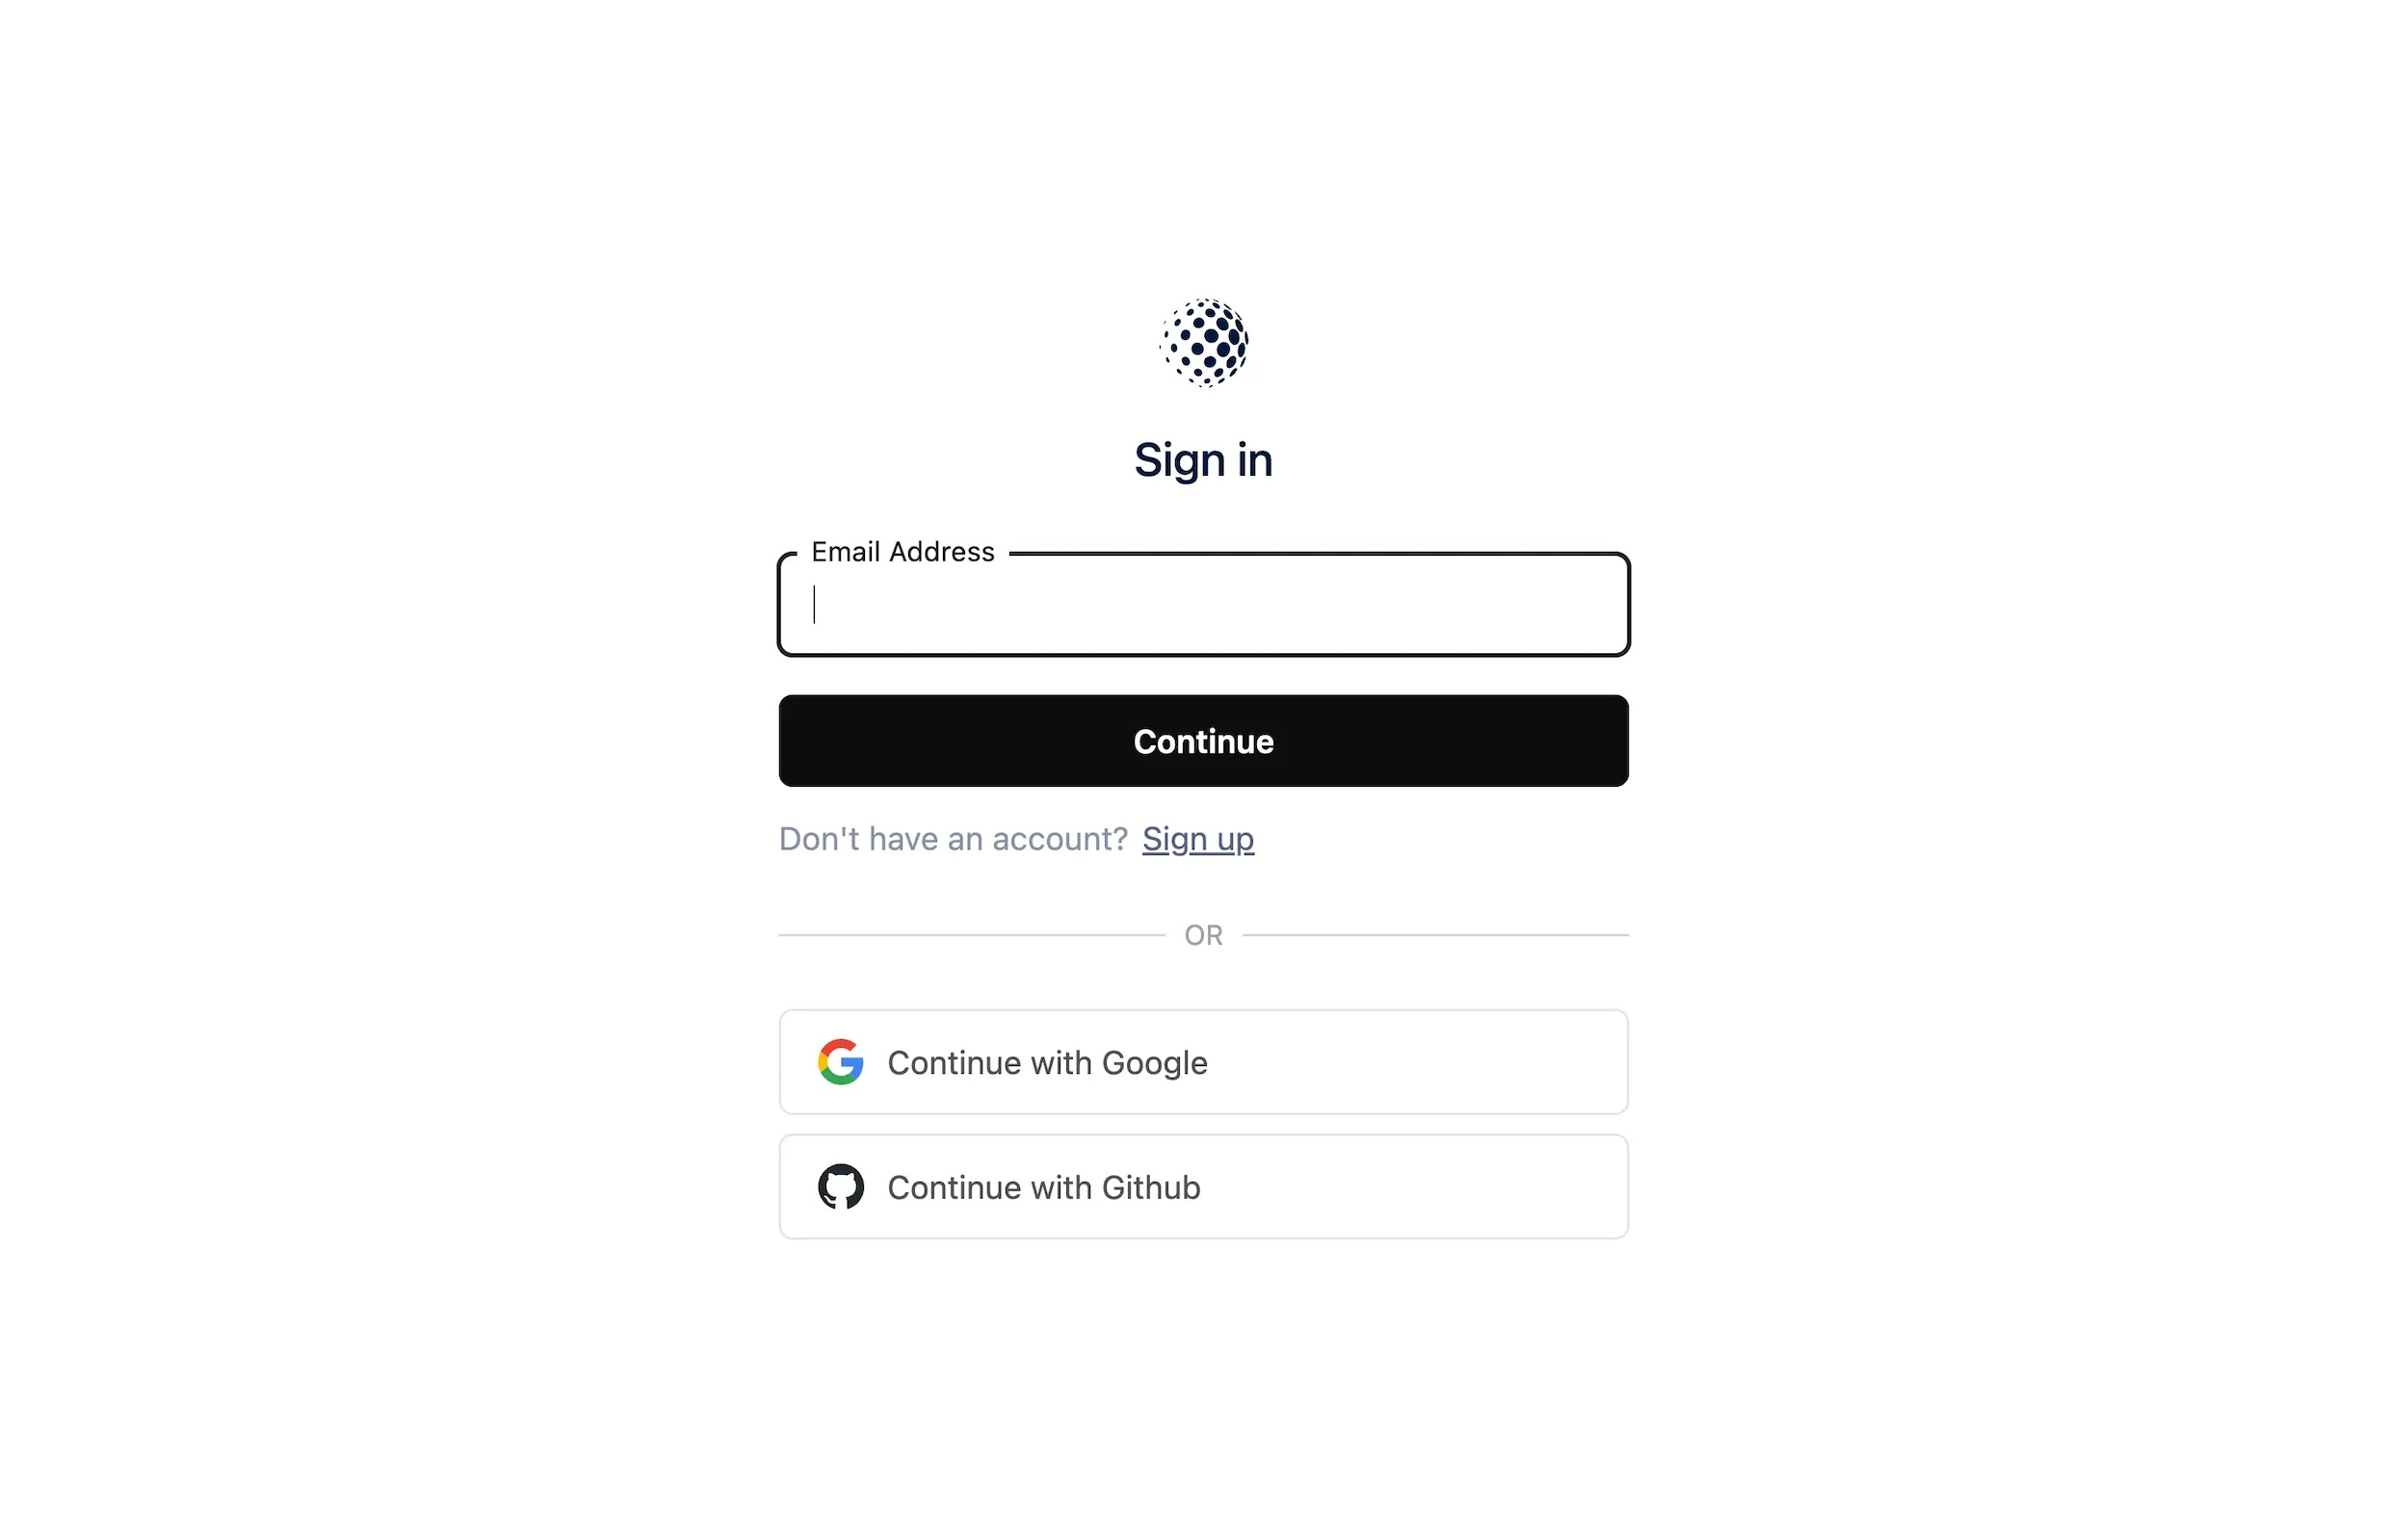 Sign in
Email Address
Continue
Don't have an account? Sign up
OR
Continue with Google
Continue with Github